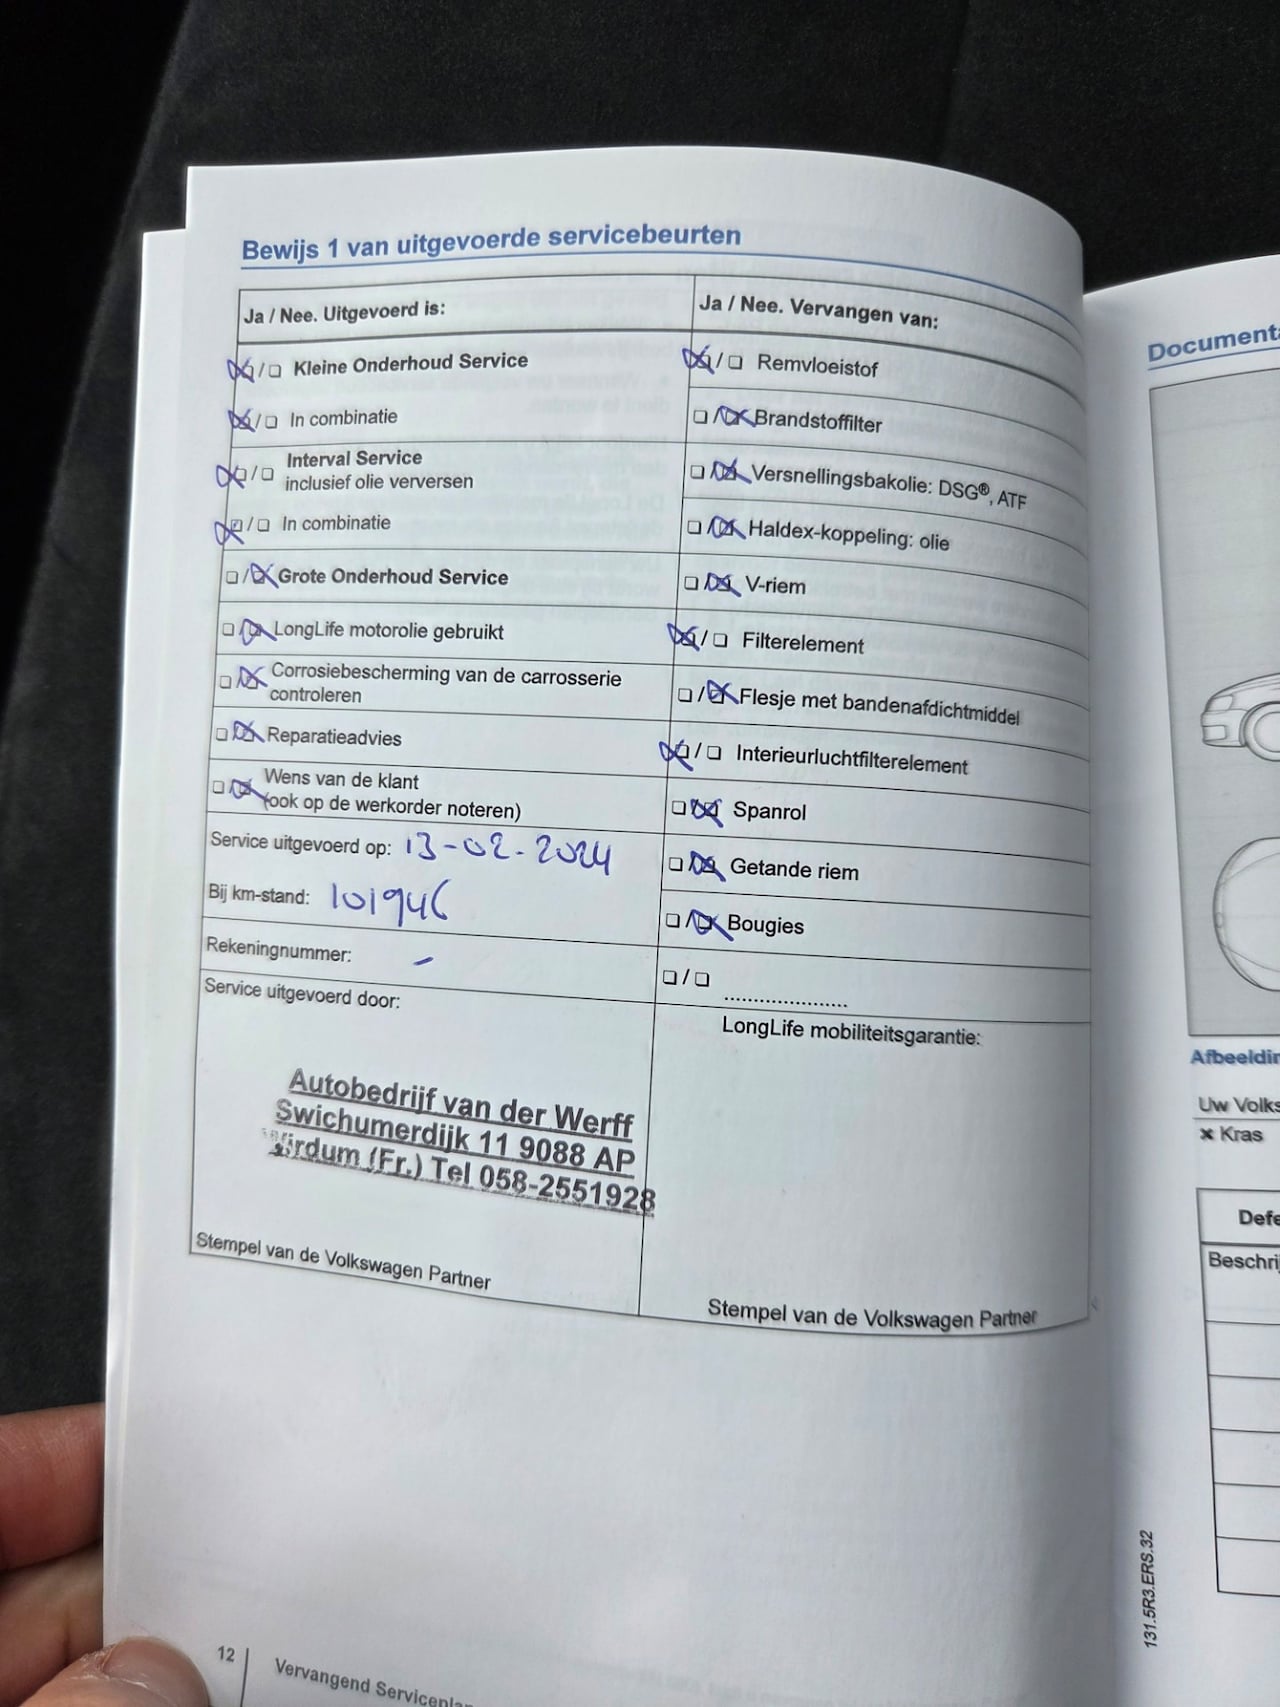 Bewijs 1 van uitgevoerde servicebeurten
Ja / Nee. Uitgevoerd is:
Kleine Onderhoud Service
In combinatie
Interval Service
inclusief olie verversen
In combinatie
Grote Onderhoud Service
LongLife motorolie gebruikt
Corrosiebescherming van de carrosserie
controleren
Reparatieadvies
Wens van de klant
(ook op de werkorder noteren)
Service uitgevoerd op: 13-02-2024
Bij km-stand: 101946
Rekeningnummer: -
Service uitgevoerd door:
Autobedrijf van der Werff
Swichumerdijk 11 9088 AP
Wirdum (Fr.) Tel 058-2551928
Stempel van de Volkswagen Partner
Ja / Nee. Vervangen van:
Remvloeistof
Brandstoffilter
Versnellingsbakolie: DSG®, ATF
Haldex-koppeling: olie
V-riem
Filterelement
Flesje met bandenafdichtmiddel
Interieurluchtfilterelement
Spanrol
Getande riem
Bougies
.....................
LongLife mobiliteitsgarantie:
Stempel van de Volkswagen Partner
12
Vervangend Servicepla
Documenta
Afbeeldin
Uw Volks
× Kras
Defe
Beschrij
131.5R3.ERS.32